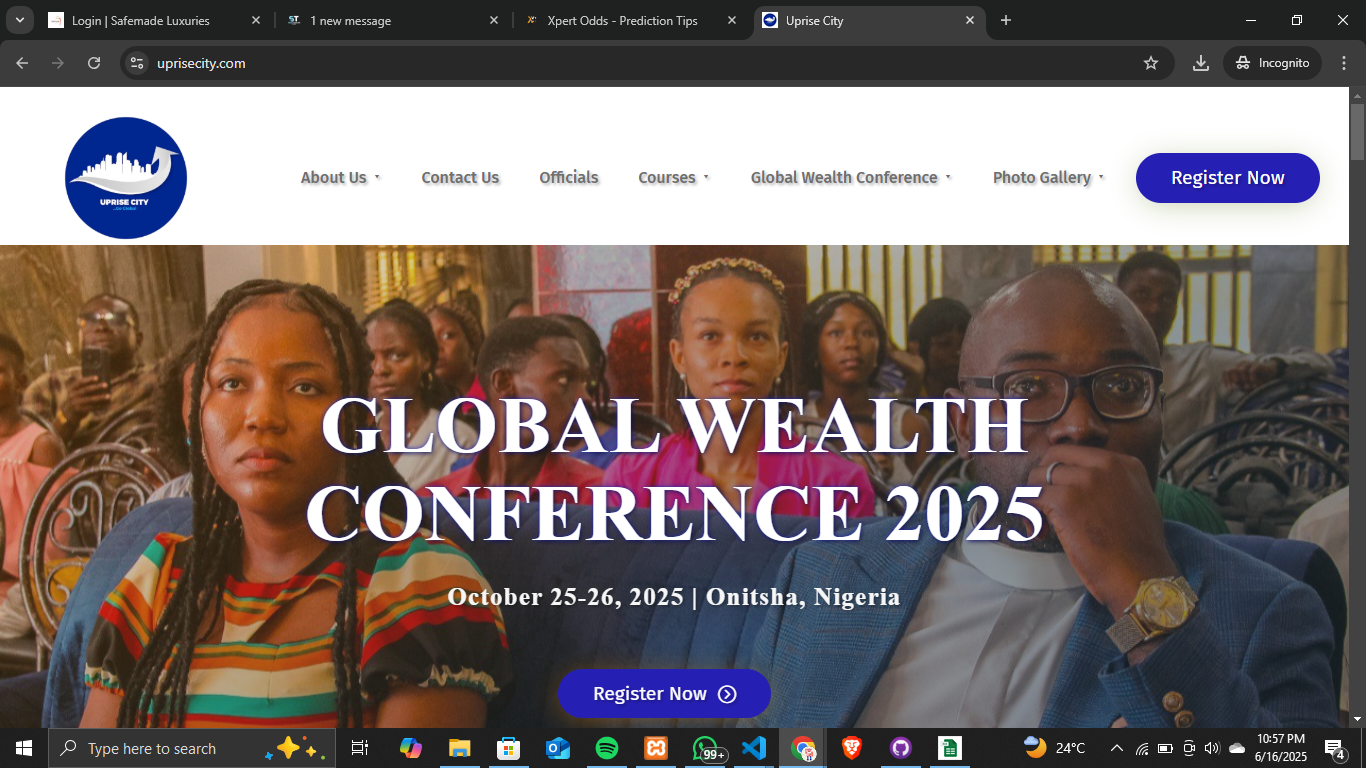 Login | Safemade Luxuries
1 new message
Xpert Odds - Prediction Tips
Uprise City
uprisecity.com
Incognito
UPRISE CITY
About Us
Contact Us
Officials
Courses
Global Wealth Conference
Photo Gallery
Register Now
GLOBAL WEALTH
CONFERENCE 2025
October 25-26, 2025 | Onitsha, Nigeria
Register Now
Type here to search
99+
24°C
10:57 PM
6/16/2025
4